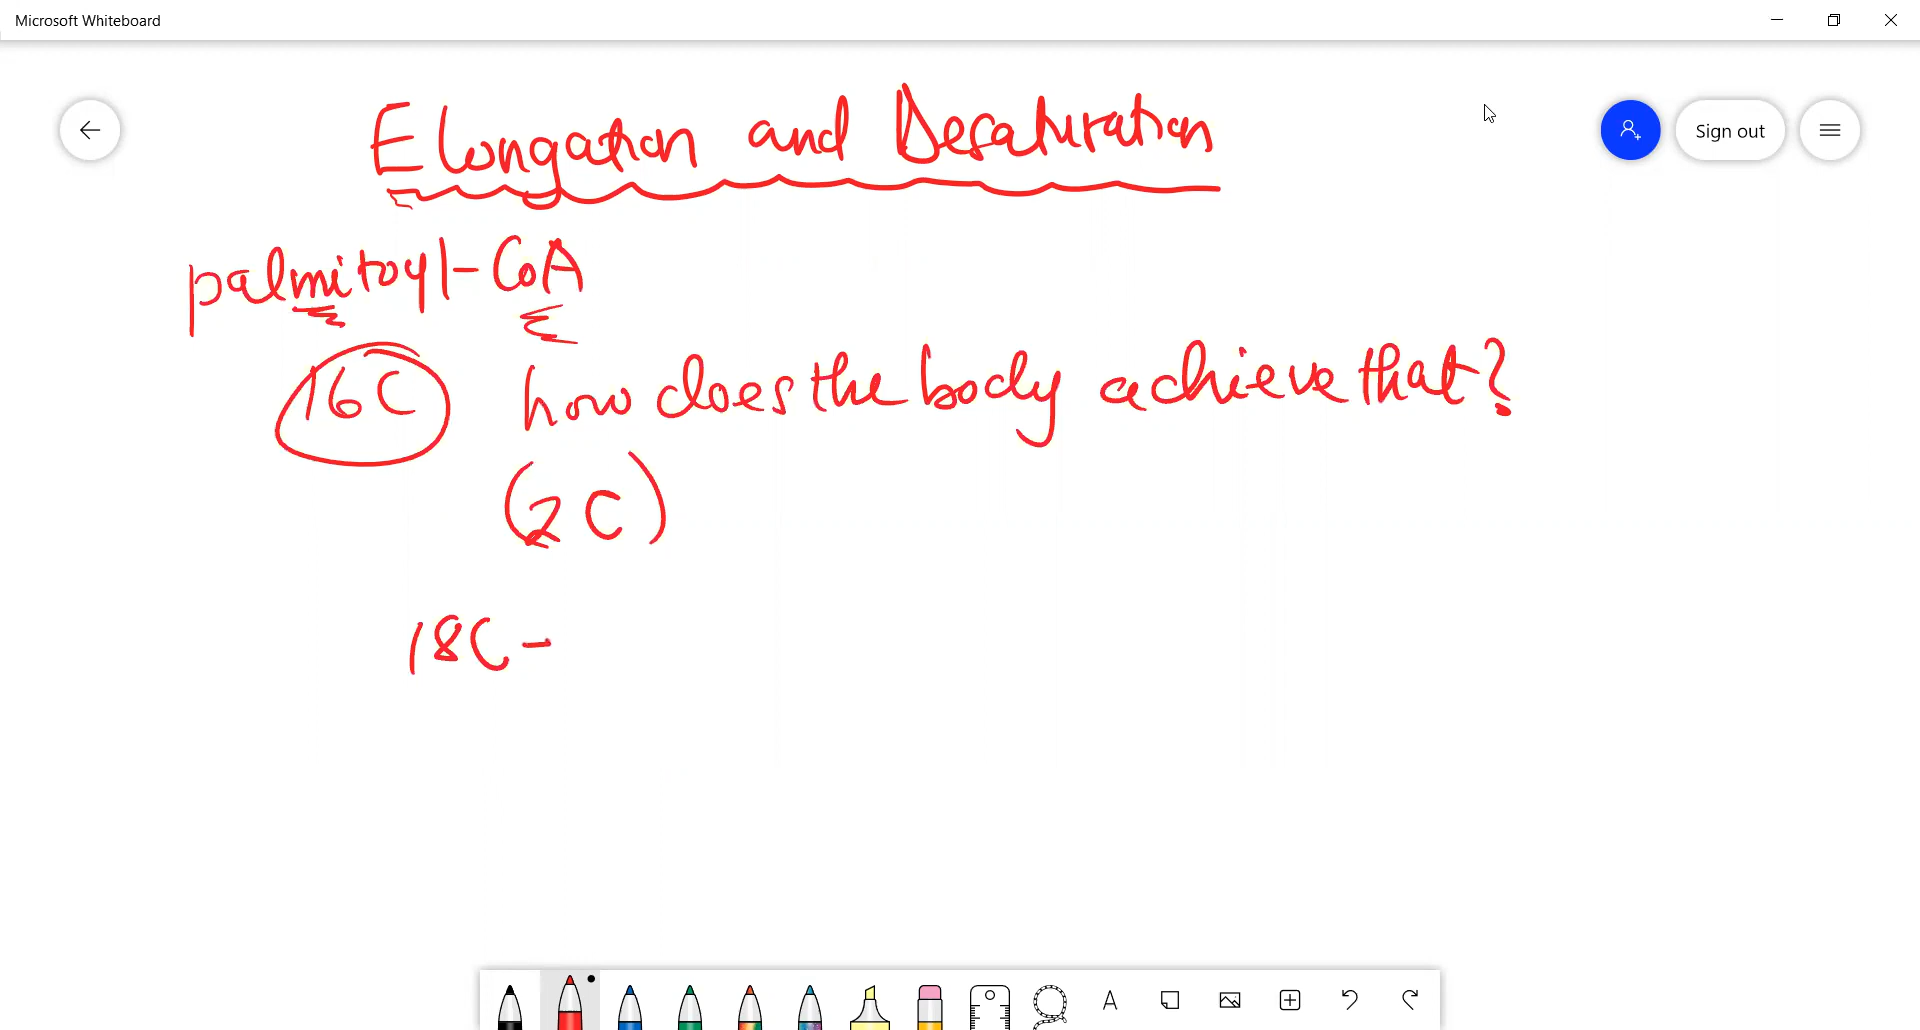 Microsoft Whiteboard
Sign out
Elongation and Desaturation
palmitoyl-CoA
16C how does the body achieve that?
(2C)
18C -
A